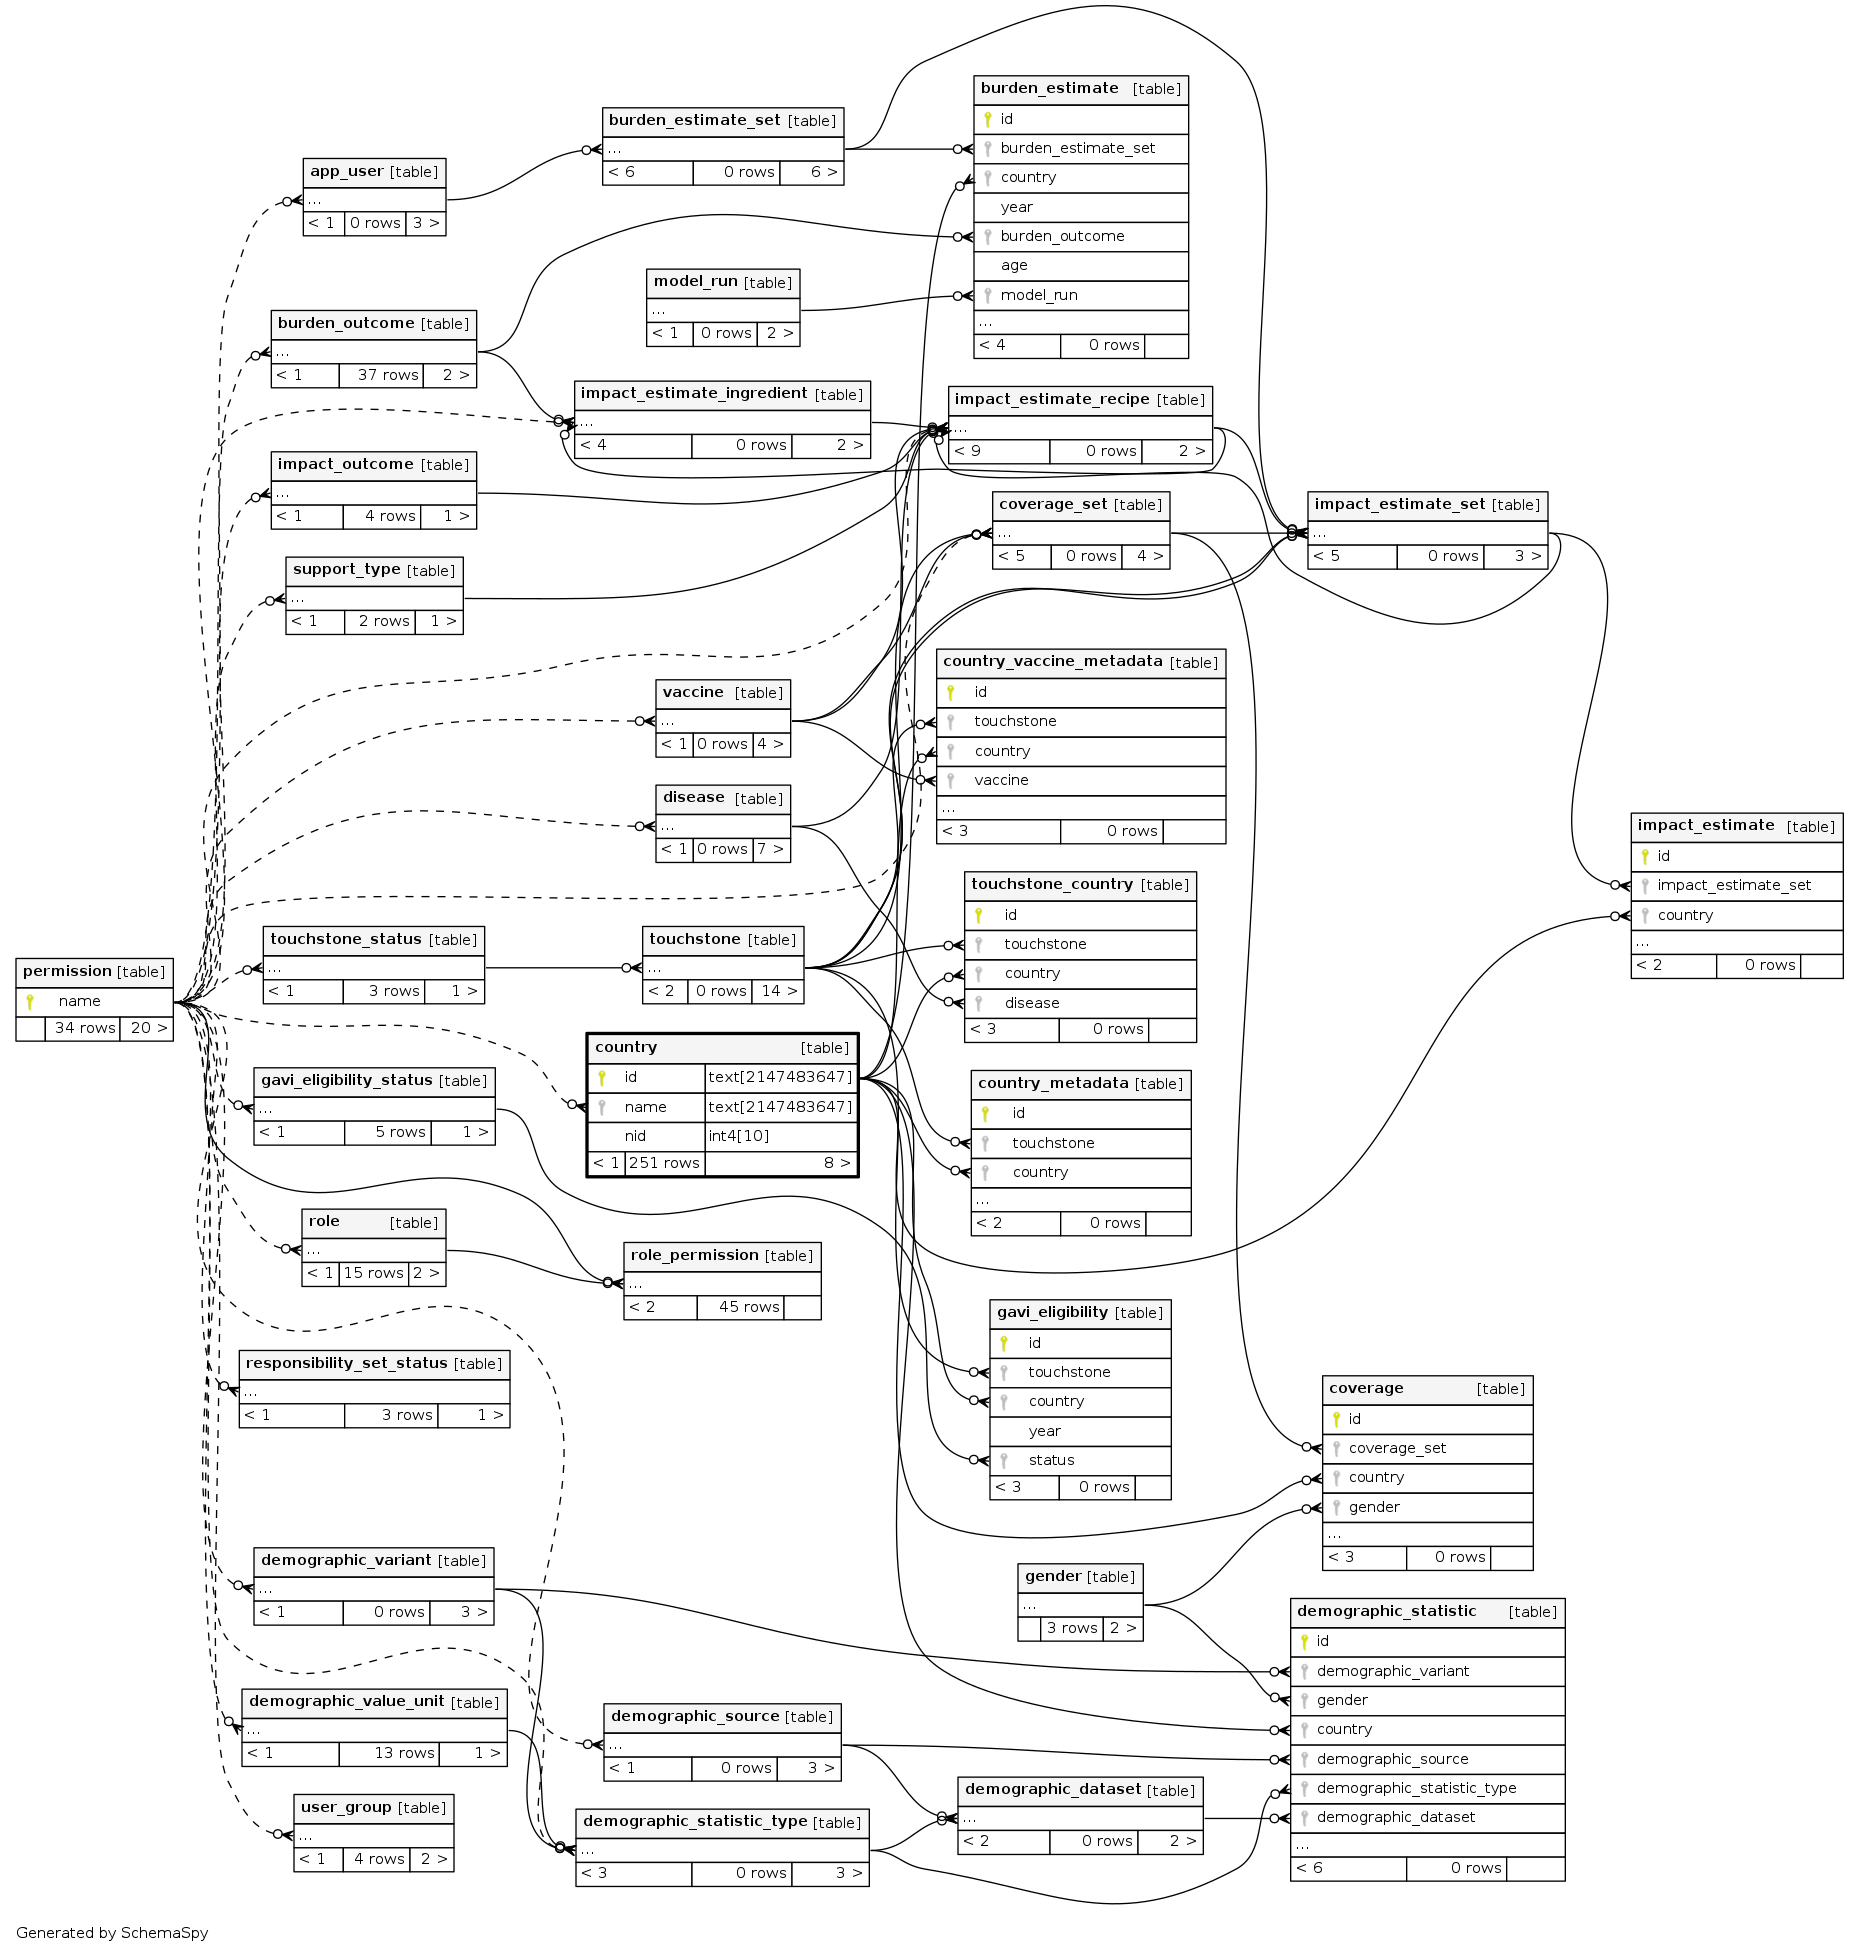 burden_estimate [table]
id
burden_estimate_set
country
year
burden_outcome
age
model_run
...
< 4 0 rows
burden_estimate_set [table]
...
< 6 0 rows 6 >
app_user [table]
...
< 1 0 rows 3 >
model_run [table]
...
< 1 0 rows 2 >
burden_outcome [table]
...
< 1 37 rows 2 >
impact_estimate_ingredient [table]
...
< 4 0 rows 2 >
impact_estimate_recipe [table]
...
< 9 0 rows 2 >
impact_outcome [table]
...
< 1 4 rows 1 >
coverage_set [table]
...
< 5 0 rows 4 >
impact_estimate_set [table]
...
< 5 0 rows 3 >
support_type [table]
...
< 1 2 rows 1 >
country_vaccine_metadata [table]
id
touchstone
country
vaccine
...
< 3 0 rows
vaccine [table]
...
< 1 0 rows 4 >
disease [table]
...
< 1 0 rows 7 >
impact_estimate [table]
id
impact_estimate_set
country
...
< 2 0 rows
touchstone_country [table]
id
touchstone
country
disease
< 3 0 rows
touchstone_status [table]
...
< 1 3 rows 1 >
touchstone [table]
...
< 2 0 rows 14 >
permission [table]
name
34 rows 20 >
country [table]
id text[2147483647]
name text[2147483647]
nid int4[10]
< 1 251 rows 8 >
gavi_eligibility_status [table]
...
< 1 5 rows 1 >
country_metadata [table]
id
touchstone
country
...
< 2 0 rows
role [table]
...
< 1 15 rows 2 >
role_permission [table]
...
< 2 45 rows
gavi_eligibility [table]
id
touchstone
country
year
status
< 3 0 rows
responsibility_set_status [table]
...
< 1 3 rows 1 >
coverage [table]
id
coverage_set
country
gender
...
< 3 0 rows
demographic_variant [table]
...
< 1 0 rows 3 >
gender [table]
...
3 rows 2 >
demographic_statistic [table]
id
demographic_variant
gender
country
demographic_source
demographic_statistic_type
demographic_dataset
...
< 6 0 rows
demographic_value_unit [table]
...
< 1 13 rows 1 >
demographic_source [table]
...
< 1 0 rows 3 >
demographic_dataset [table]
...
< 2 0 rows 2 >
user_group [table]
...
< 1 4 rows 2 >
demographic_statistic_type [table]
...
< 3 0 rows 3 >
Generated by SchemaSpy